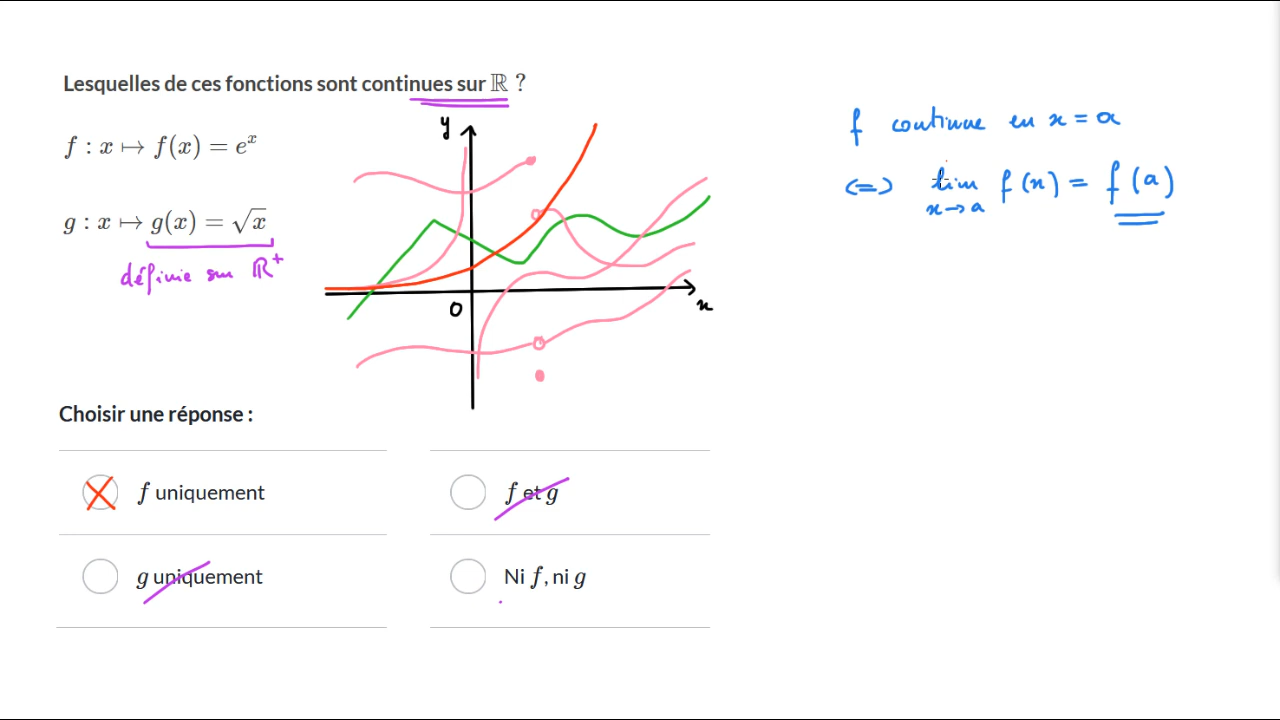 Lesquelles de ces fonctions sont continues sur ℝ ?
f : x ↦ f(x) = eˣ
g : x ↦ g(x) = √x
définie sur ℝ⁺
y
0
x
f continue en x = a
<=> lim f(x) = f(a)
x→a
Choisir une réponse :
f uniquement
f et g
g uniquement
Ni f, ni g